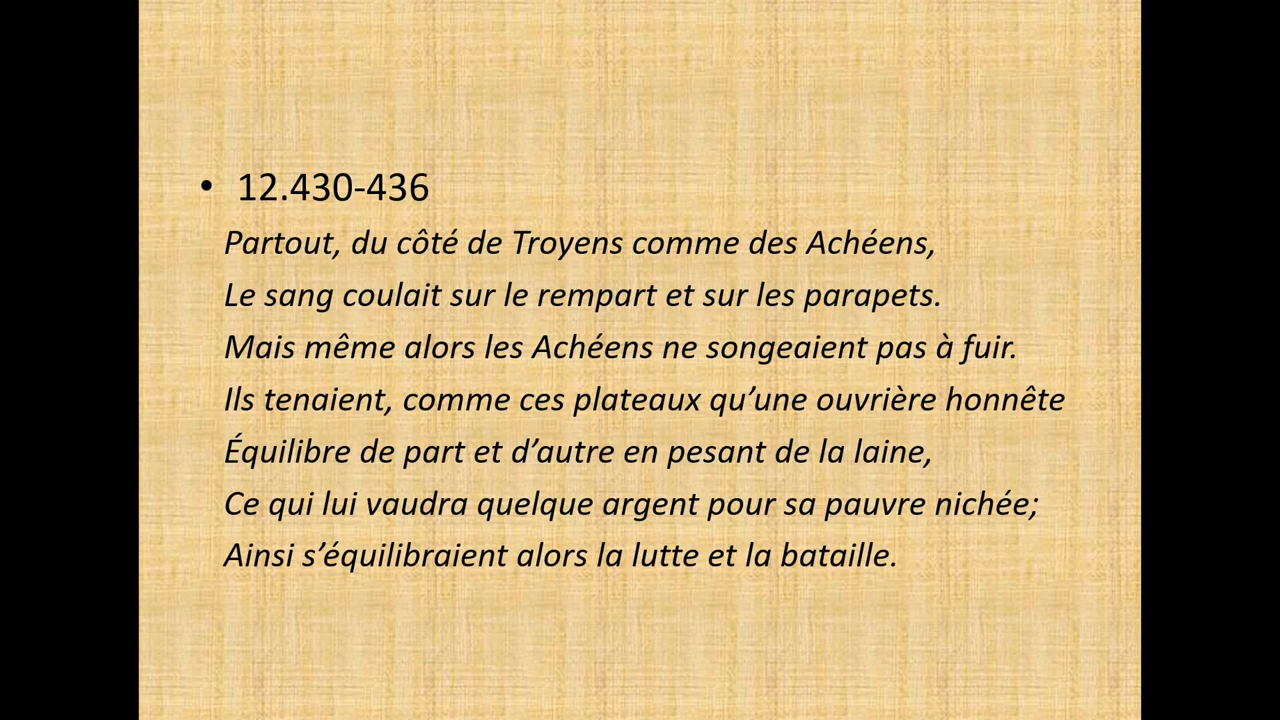 • 12.430-436
Partout, du côté de Troyens comme des Achéens,
Le sang coulait sur le rempart et sur les parapets.
Mais même alors les Achéens ne songeaient pas à fuir.
Ils tenaient, comme ces plateaux qu’une ouvrière honnête
Équilibre de part et d’autre en pesant de la laine,
Ce qui lui vaudra quelque argent pour sa pauvre nichée;
Ainsi s’équilibraient alors la lutte et la bataille.